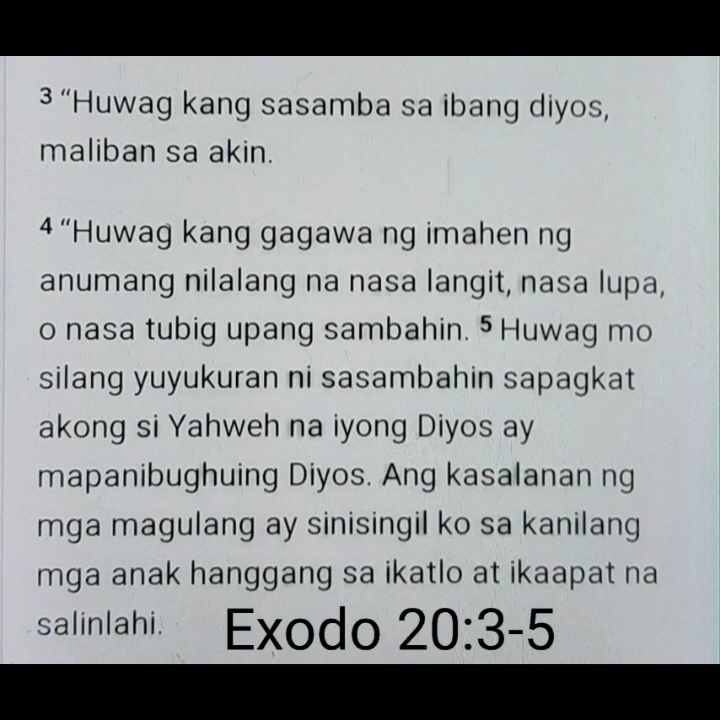 3 “Huwag kang sasamba sa ibang diyos,
maliban sa akin.
4 “Huwag kang gagawa ng imahen ng
anumang nilalang na nasa langit, nasa lupa,
o nasa tubig upang sambahin. 5 Huwag mo
silang yuyukuran ni sasambahin sapagkat
akong si Yahweh na iyong Diyos ay
mapanibughuing Diyos. Ang kasalanan ng
mga magulang ay sinisingil ko sa kanilang
mga anak hanggang sa ikatlo at ikaapat na
salinlahi. Exodo 20:3-5